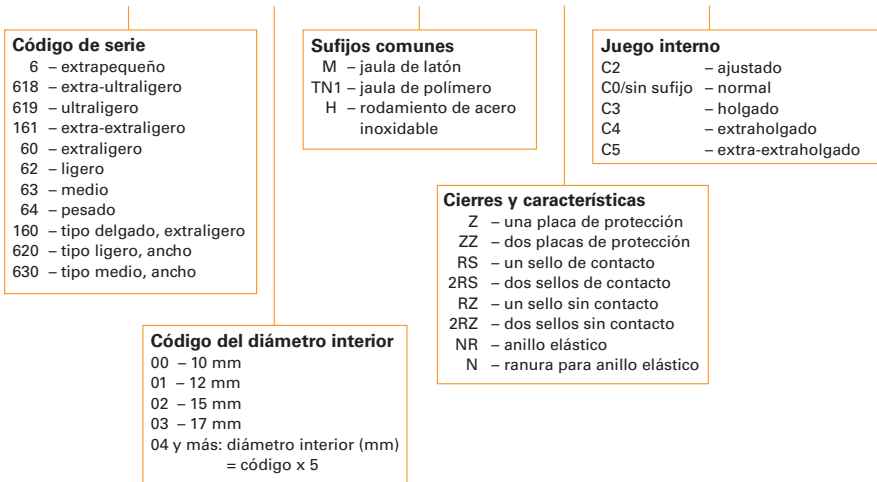 Código de serie
6 – extrapequeño
618 – extra-ultraligero
619 – ultraligero
161 – extra-extraligero
60 – extraligero
62 – ligero
63 – medio
64 – pesado
160 – tipo delgado, extraligero
620 – tipo ligero, ancho
630 – tipo medio, ancho
Sufijos comunes
M – jaula de latón
TN1 – jaula de polímero
H – rodamiento de acero
inoxidable
Juego interno
C2 – ajustado
C0/sin sufijo – normal
C3 – holgado
C4 – extraholgado
C5 – extra-extraholgado
Cierres y características
Z – una placa de protección
ZZ – dos placas de protección
RS – un sello de contacto
2RS – dos sellos de contacto
RZ – un sello sin contacto
2RZ – dos sellos sin contacto
NR – anillo elástico
N – ranura para anillo elástico
Código del diámetro interior
00 – 10 mm
01 – 12 mm
02 – 15 mm
03 – 17 mm
04 y más: diámetro interior (mm)
= código x 5